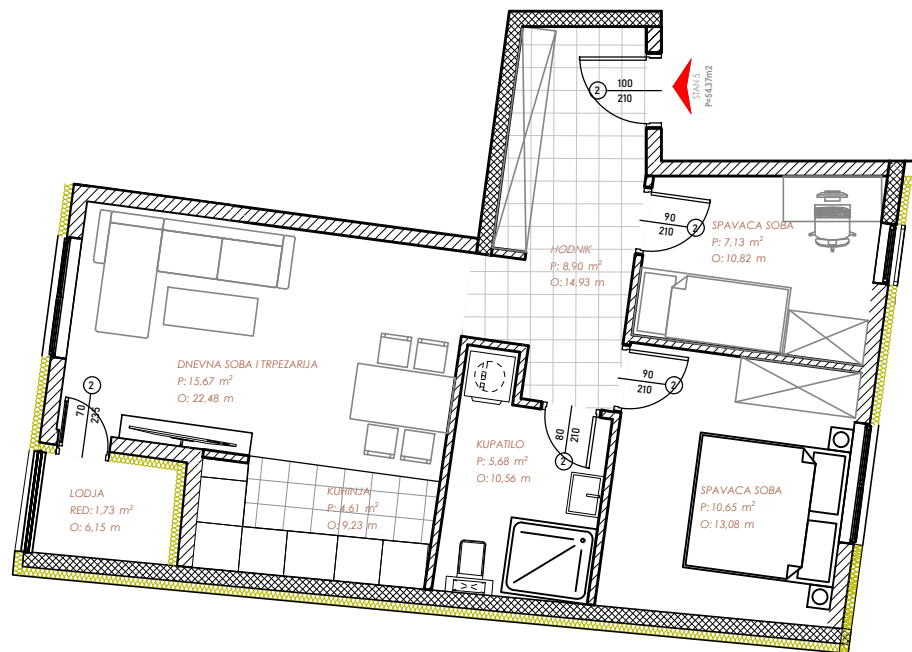 100
210
2
STAN 5
P=54.37m2
90
210
2
SPAVACA SOBA
P: 7,13 m²
O: 10,82 m
HODNIK
P: 8,90 m²
O: 14,93 m
DNEVNA SOBA I TRPEZARIJA
P: 15,67 m²
O: 22,48 m
2
70
235
90
210
2
80
210
2
KUPATILO
P: 5,68 m²
O: 10,56 m
KUHINJA
P: 4,61 m²
O: 9,23 m
LODJA
RED: 1,73 m²
O: 6,15 m
SPAVACA SOBA
P: 10,65 m²
O: 13,08 m